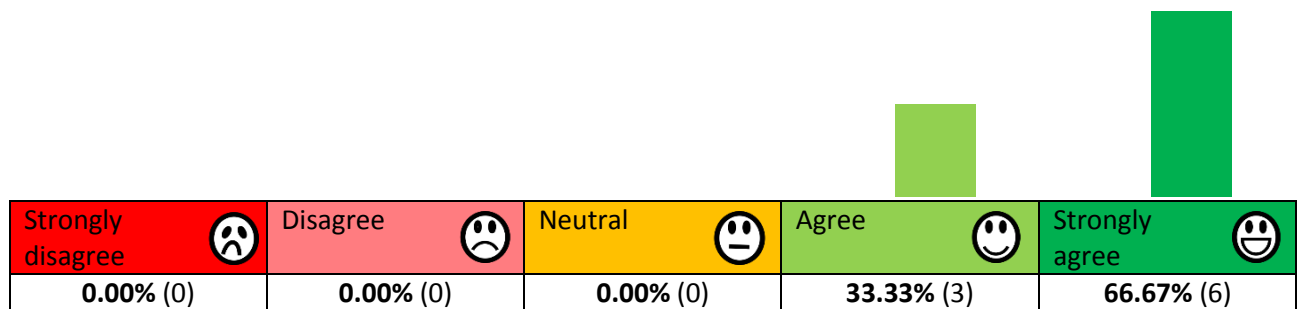 Strongly disagree
Disagree
Neutral
Agree
Strongly agree
0.00% (0)
0.00% (0)
0.00% (0)
33.33% (3)
66.67% (6)